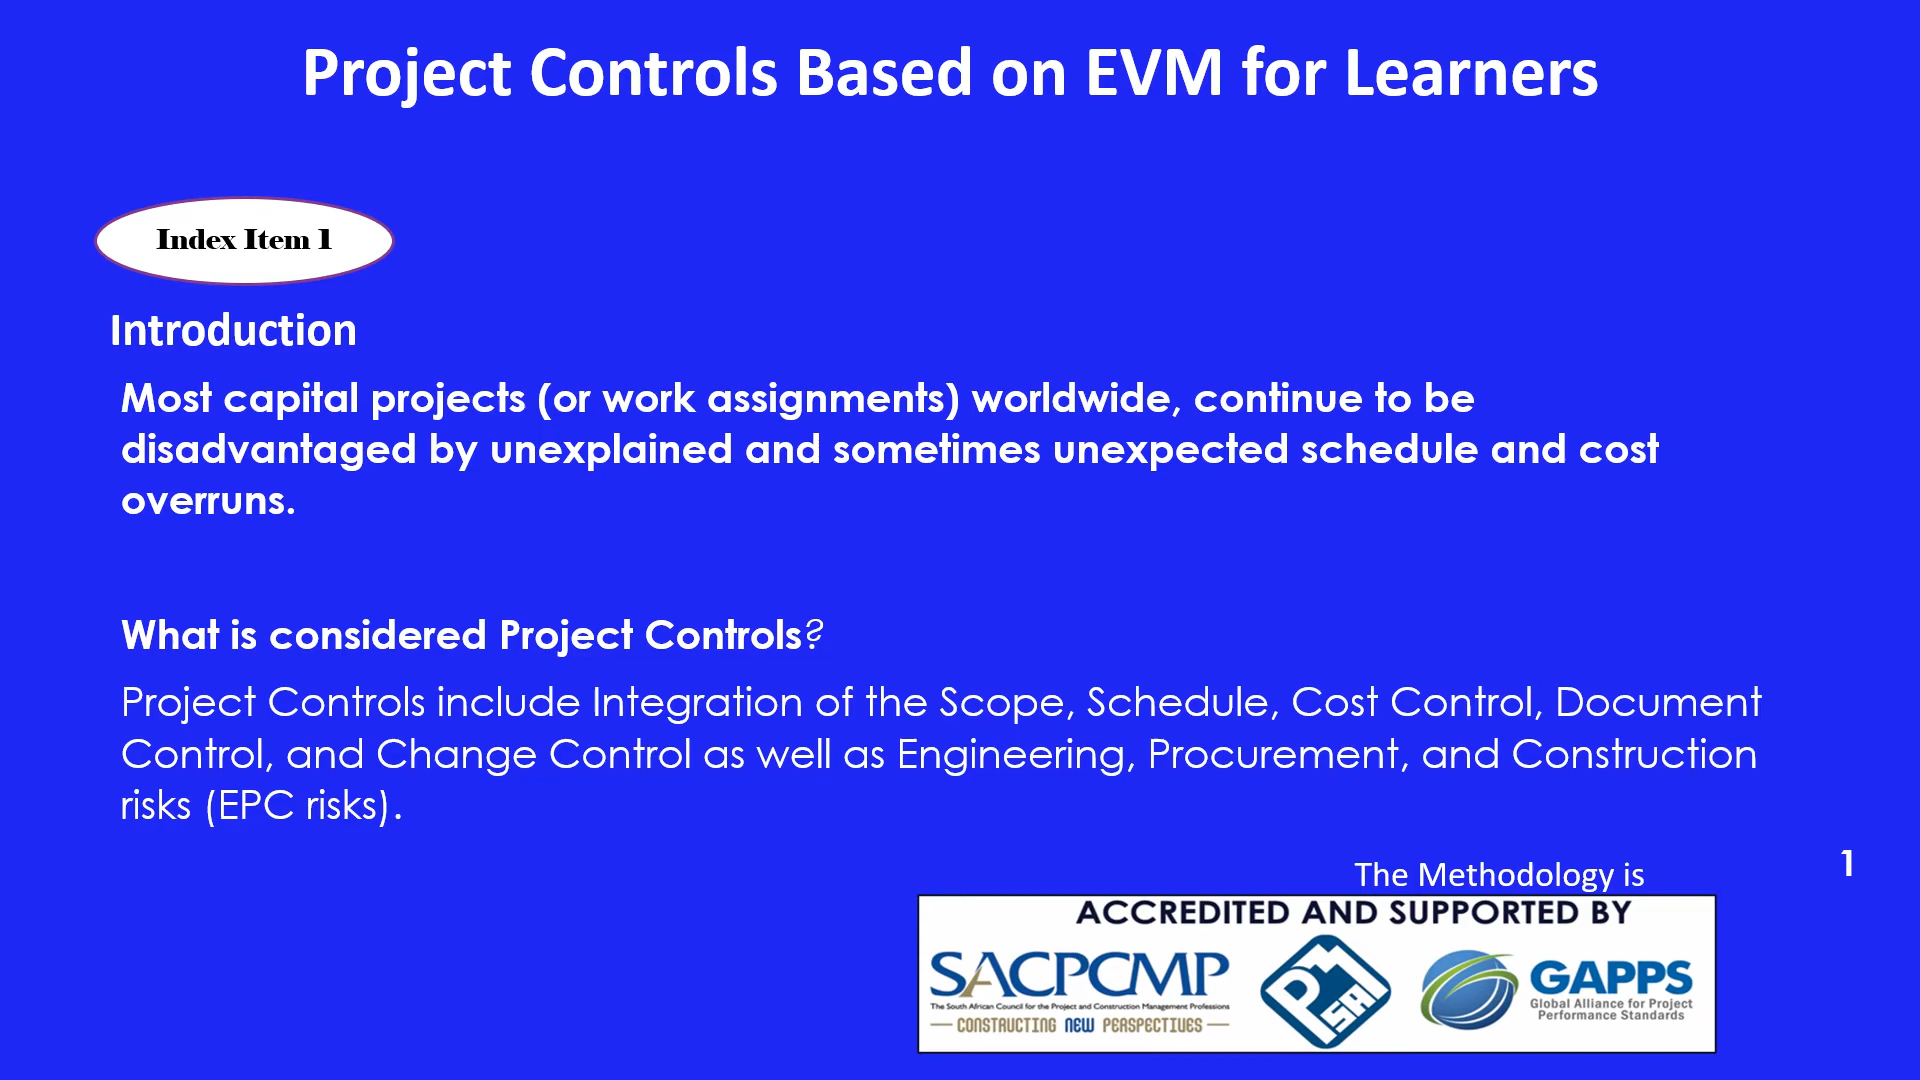 Project Controls Based on EVM for Learners
Index Item 1
Introduction
Most capital projects (or work assignments) worldwide, continue to be
disadvantaged by unexplained and sometimes unexpected schedule and cost
overruns.
What is considered Project Controls?
Project Controls include Integration of the Scope, Schedule, Cost Control, Document
Control, and Change Control as well as Engineering, Procurement, and Construction
risks (EPC risks).
The Methodology is
1
ACCREDITED AND SUPPORTED BY
SACPCMP
The South African Council for the Project and Construction Management Professions
CONSTRUCTING NEW PERSPECTIVES
PMSA
GAPPS
Global Alliance for Project
Performance Standards